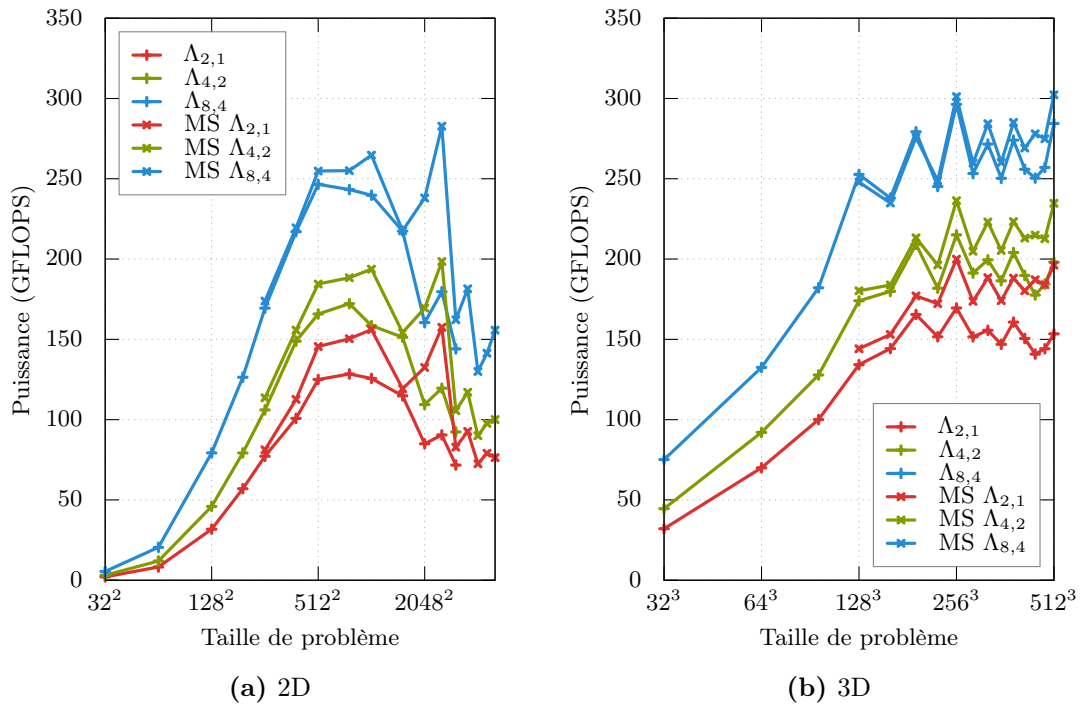 350
300
250
200
150
100
50
0
Puissance (GFLOPS)
Λ2,1
Λ4,2
Λ8,4
MS Λ2,1
MS Λ4,2
MS Λ8,4
32² 128² 512² 2048²
Taille de problème
(a) 2D
350
300
250
200
150
100
50
0
Puissance (GFLOPS)
Λ2,1
Λ4,2
Λ8,4
MS Λ2,1
MS Λ4,2
MS Λ8,4
32³ 64³ 128³ 256³ 512³
Taille de problème
(b) 3D